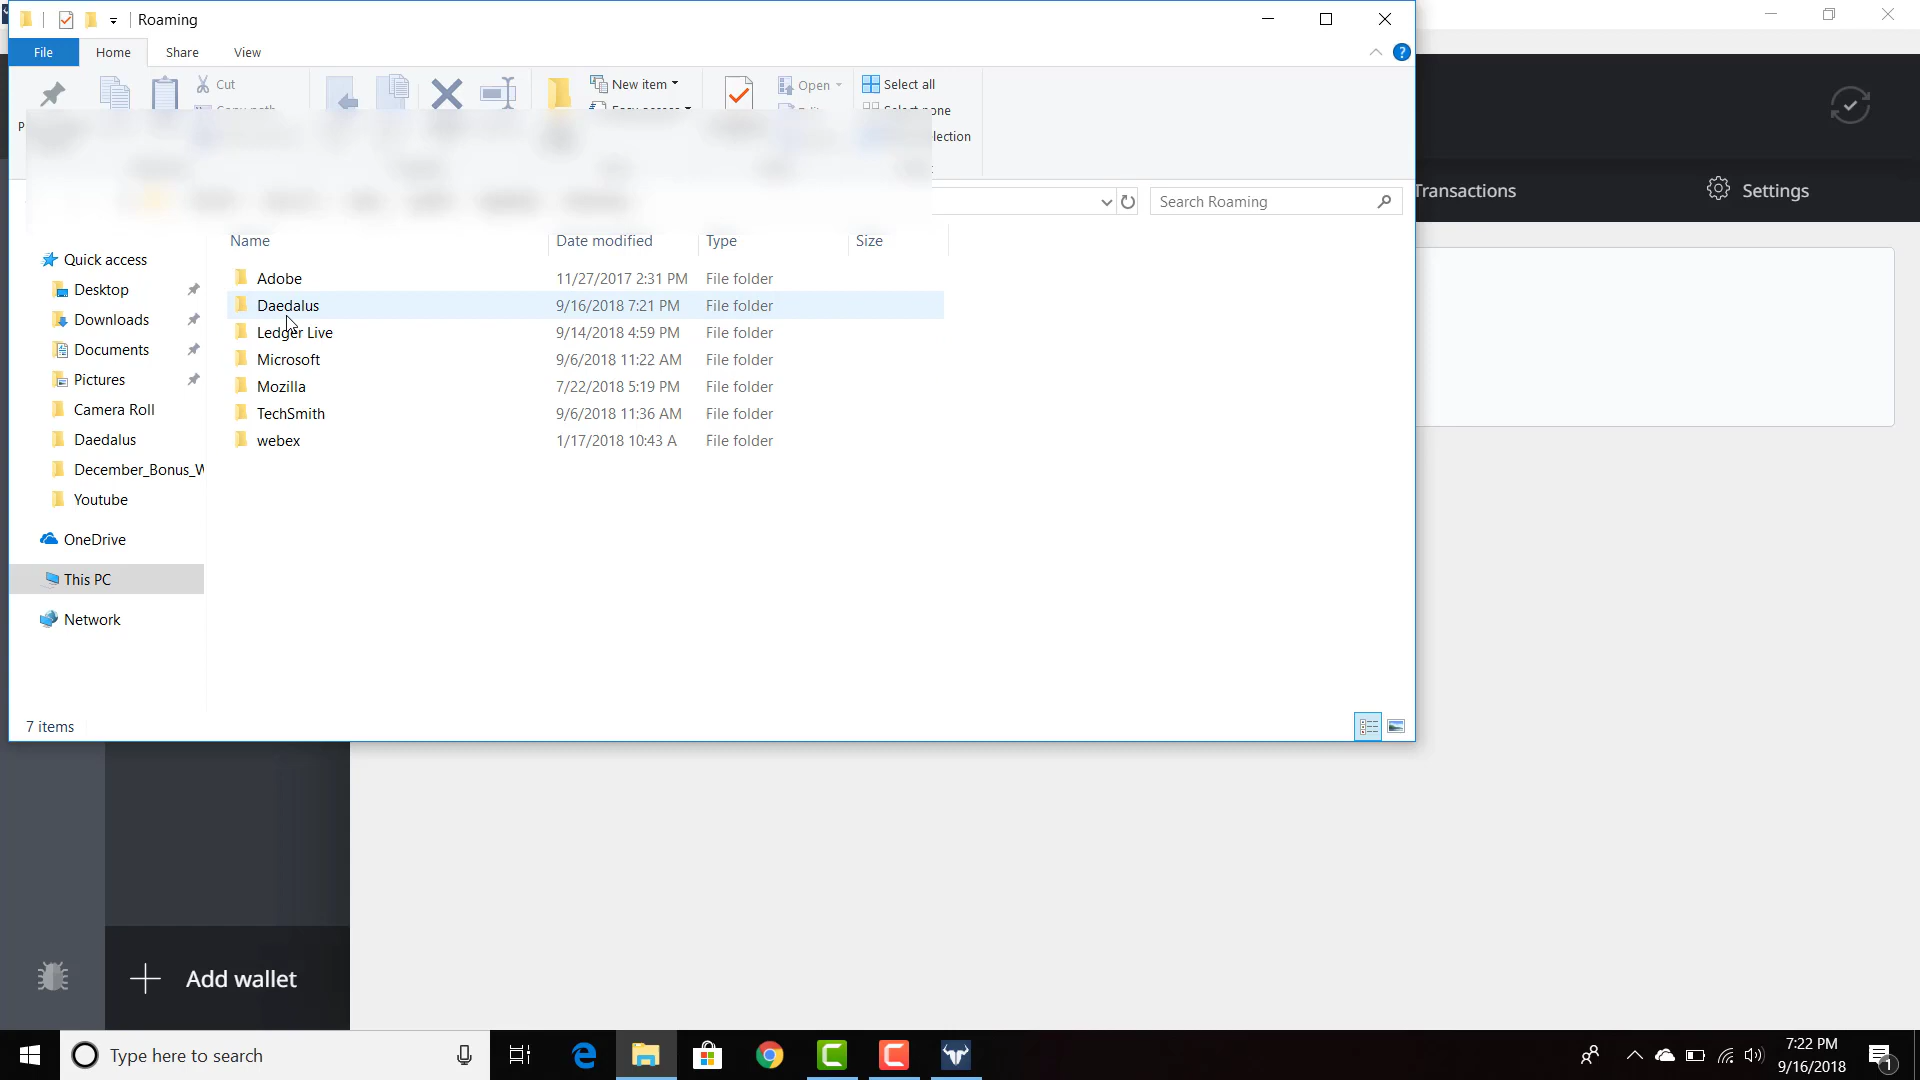 Roaming
File Home Share View
Cut
New item
Open
Select all
Select none
Search Roaming
Transactions
Settings
Name Date modified Type Size
Quick access
Desktop
Downloads
Documents
Pictures
Camera Roll
Daedalus
December_Bonus_W
Youtube
OneDrive
This PC
Network
Adobe 11/27/2017 2:31 PM File folder
Daedalus 9/16/2018 7:21 PM File folder
Ledger Live 9/14/2018 4:59 PM File folder
Microsoft 9/6/2018 11:22 AM File folder
Mozilla 7/22/2018 5:19 PM File folder
TechSmith 9/6/2018 11:36 AM File folder
webex 1/17/2018 10:43 A File folder
7 items
Add wallet
Type here to search
7:22 PM
9/16/2018
1